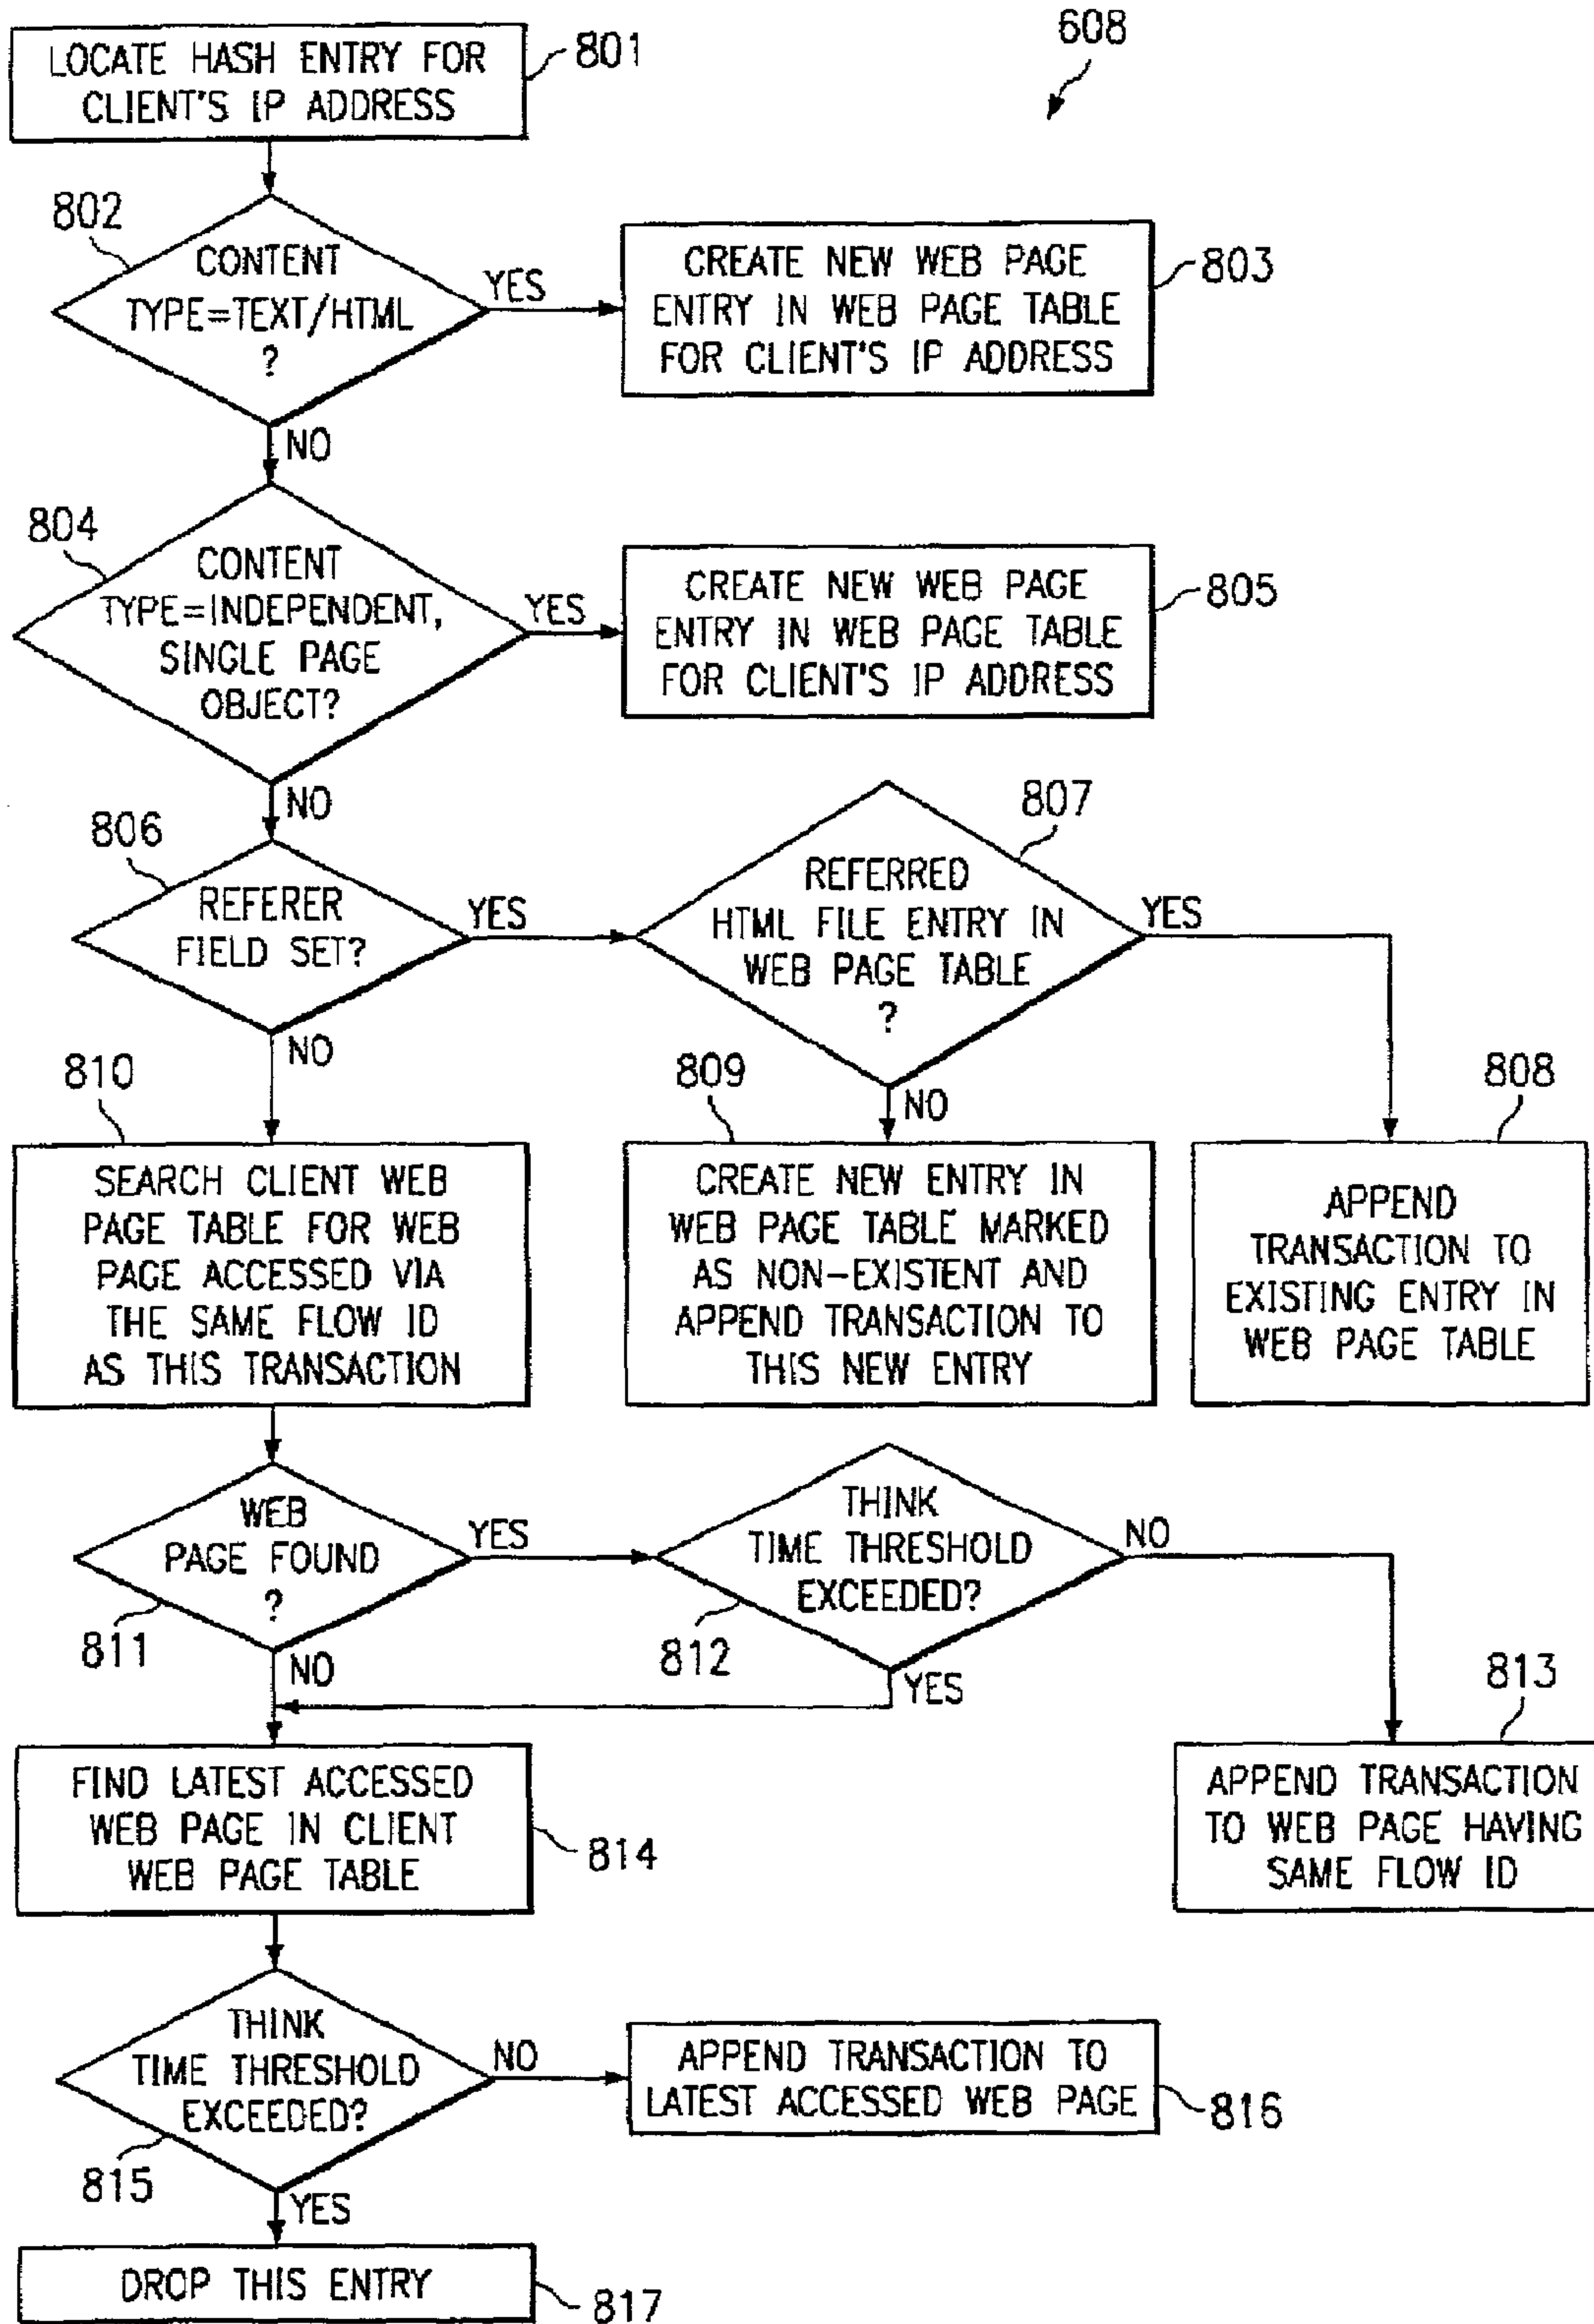 608
LOCATE HASH ENTRY FOR
CLIENT'S IP ADDRESS
801
802
CONTENT
TYPE=TEXT/HTML
?
YES
NO
CREATE NEW WEB PAGE
ENTRY IN WEB PAGE TABLE
FOR CLIENT'S IP ADDRESS
803
804
CONTENT
TYPE=INDEPENDENT,
SINGLE PAGE
OBJECT?
YES
NO
CREATE NEW WEB PAGE
ENTRY IN WEB PAGE TABLE
FOR CLIENT'S IP ADDRESS
805
806
REFERER
FIELD SET?
YES
NO
807
REFERRED
HTML FILE ENTRY IN
WEB PAGE TABLE
?
YES
NO
810
SEARCH CLIENT WEB
PAGE TABLE FOR WEB
PAGE ACCESSED VIA
THE SAME FLOW ID
AS THIS TRANSACTION
809
CREATE NEW ENTRY IN
WEB PAGE TABLE MARKED
AS NON-EXISTENT AND
APPEND TRANSACTION TO
THIS NEW ENTRY
808
APPEND
TRANSACTION TO
EXISTING ENTRY IN
WEB PAGE TABLE
WEB
PAGE FOUND
?
811
YES
NO
THINK
TIME THRESHOLD
EXCEEDED?
812
NO
YES
813
APPEND TRANSACTION
TO WEB PAGE HAVING
SAME FLOW ID
FIND LATEST ACCESSED
WEB PAGE IN CLIENT
WEB PAGE TABLE
814
THINK
TIME THRESHOLD
EXCEEDED?
815
NO
YES
APPEND TRANSACTION TO
LATEST ACCESSED WEB PAGE
816
DROP THIS ENTRY
817